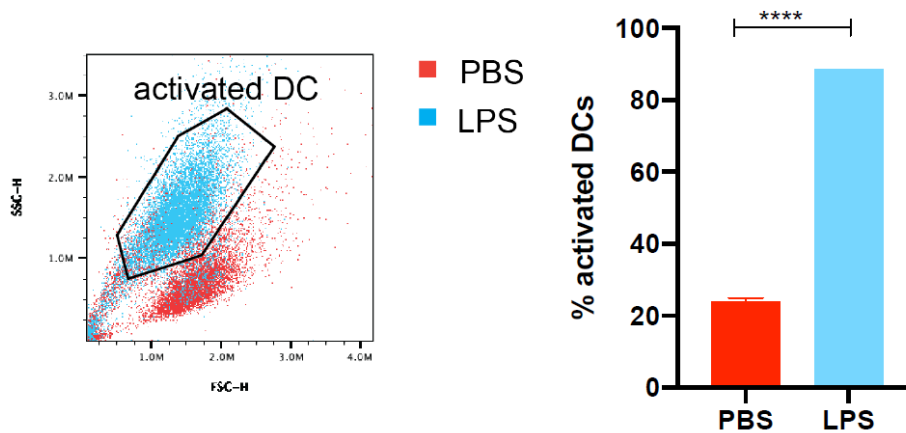 activated DC
3.0M
2.0M
1.0M
SSC-H
1.0M 2.0M 3.0M 4.0M
FSC-H
PBS
LPS
****
% activated DCs
100
80
60
40
20
0
PBS LPS